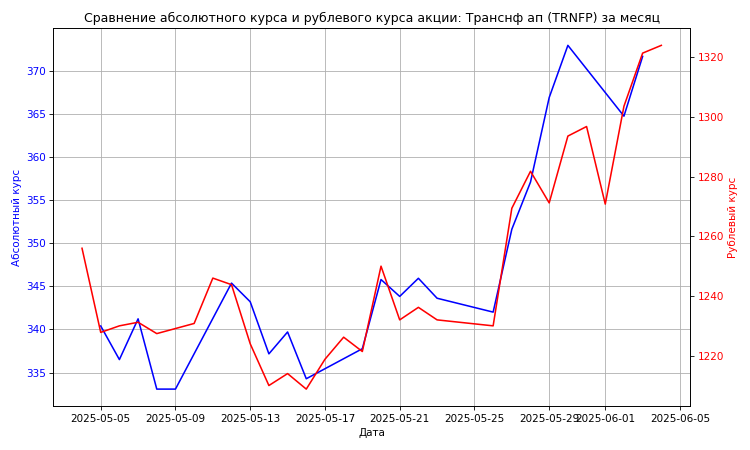 Сравнение абсолютного курса и рублевого курса акции: Транснф ап (TRNFP) за месяц
370
365
360
355
350
345
340
335
Абсолютный курс
1320
1300
1280
1260
1240
1220
Рублевый курс
2025-05-05 2025-05-09 2025-05-13 2025-05-17 2025-05-21 2025-05-25 2025-05-29 2025-06-01 2025-06-05
Дата